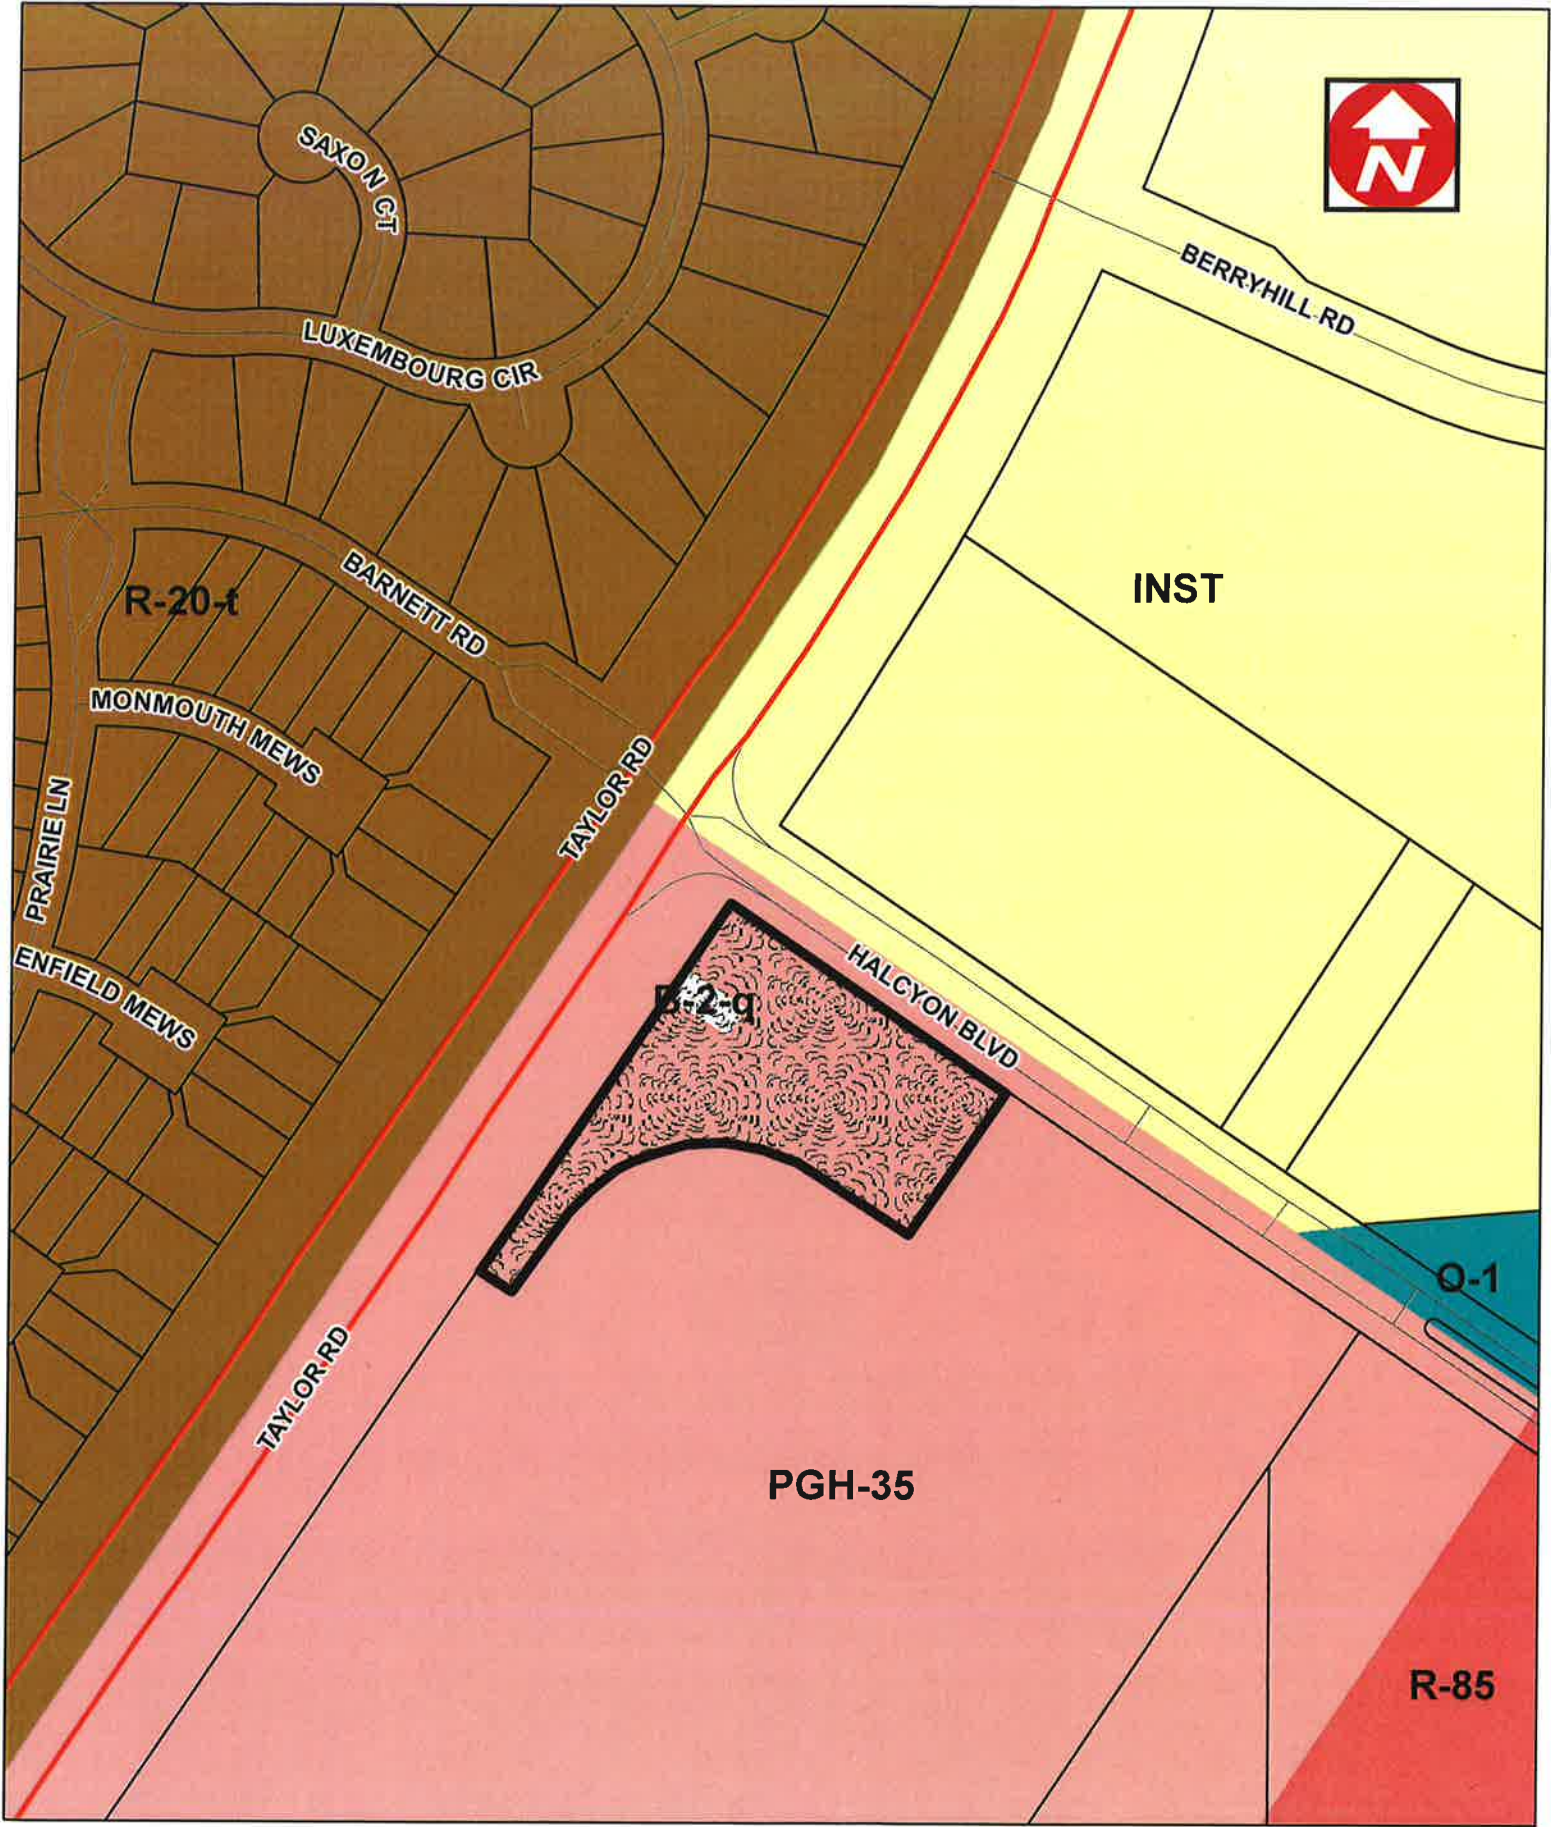 SAXON CT
N
BERRYHILL RD
LUXEMBOURG CIR
INST
BARNETT RD
R-20-t
MONMOUTH MEWS
TAYLOR RD
PRAIRIE LN
ENFIELD MEWS
HALCYON BLVD
B-2-q
O-1
TAYLOR RD
PGH-35
R-85